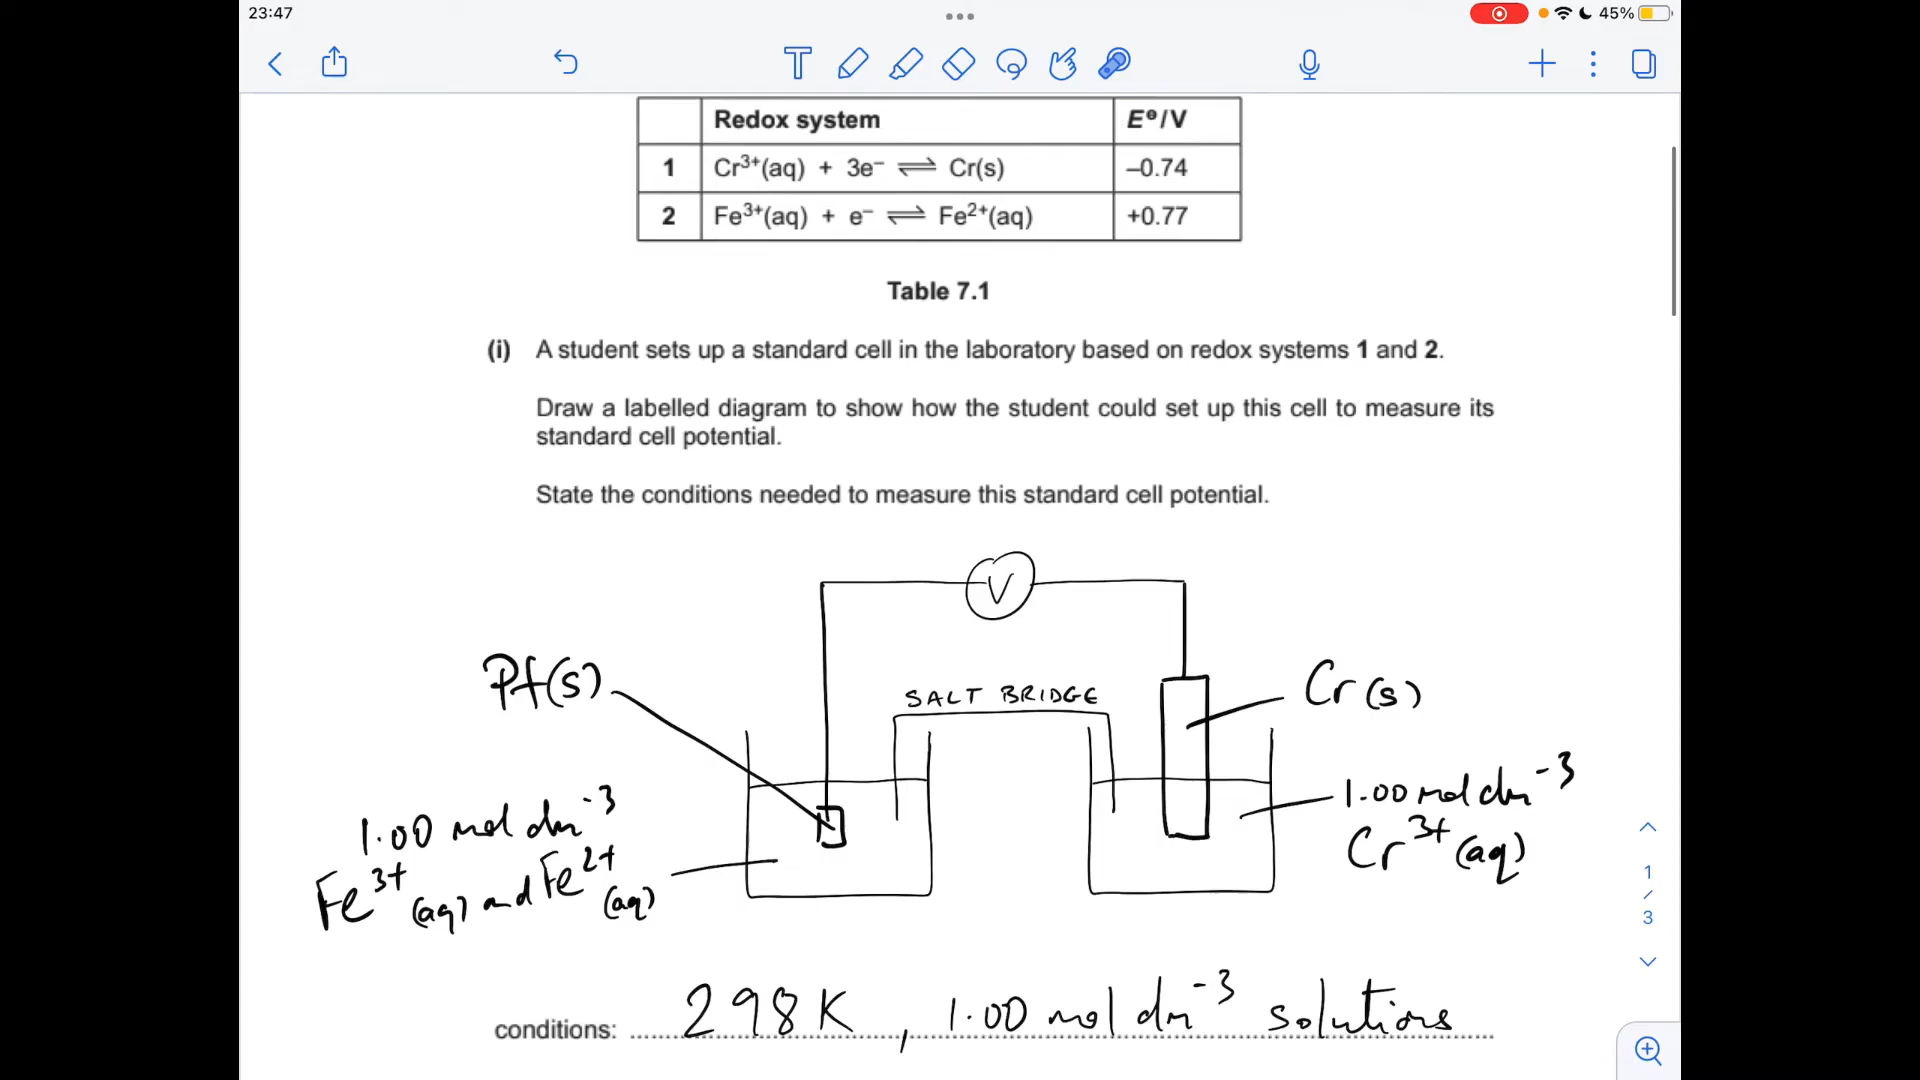 23:47
45%
Redox system E⦵/V
1 Cr³⁺(aq) + 3e⁻ ⇌ Cr(s) –0.74
2 Fe³⁺(aq) + e⁻ ⇌ Fe²⁺(aq) +0.77
Table 7.1
(i) A student sets up a standard cell in the laboratory based on redox systems 1 and 2.
Draw a labelled diagram to show how the student could set up this cell to measure its
standard cell potential.
State the conditions needed to measure this standard cell potential.
V
Pt(s)
SALT BRIDGE
Cr(s)
1.00 mol dm⁻³
Fe³⁺(aq) and Fe²⁺(aq)
1.00 mol dm⁻³
Cr³⁺(aq)
1
/
3
conditions: 298K, 1.00 mol dm⁻³ solutions